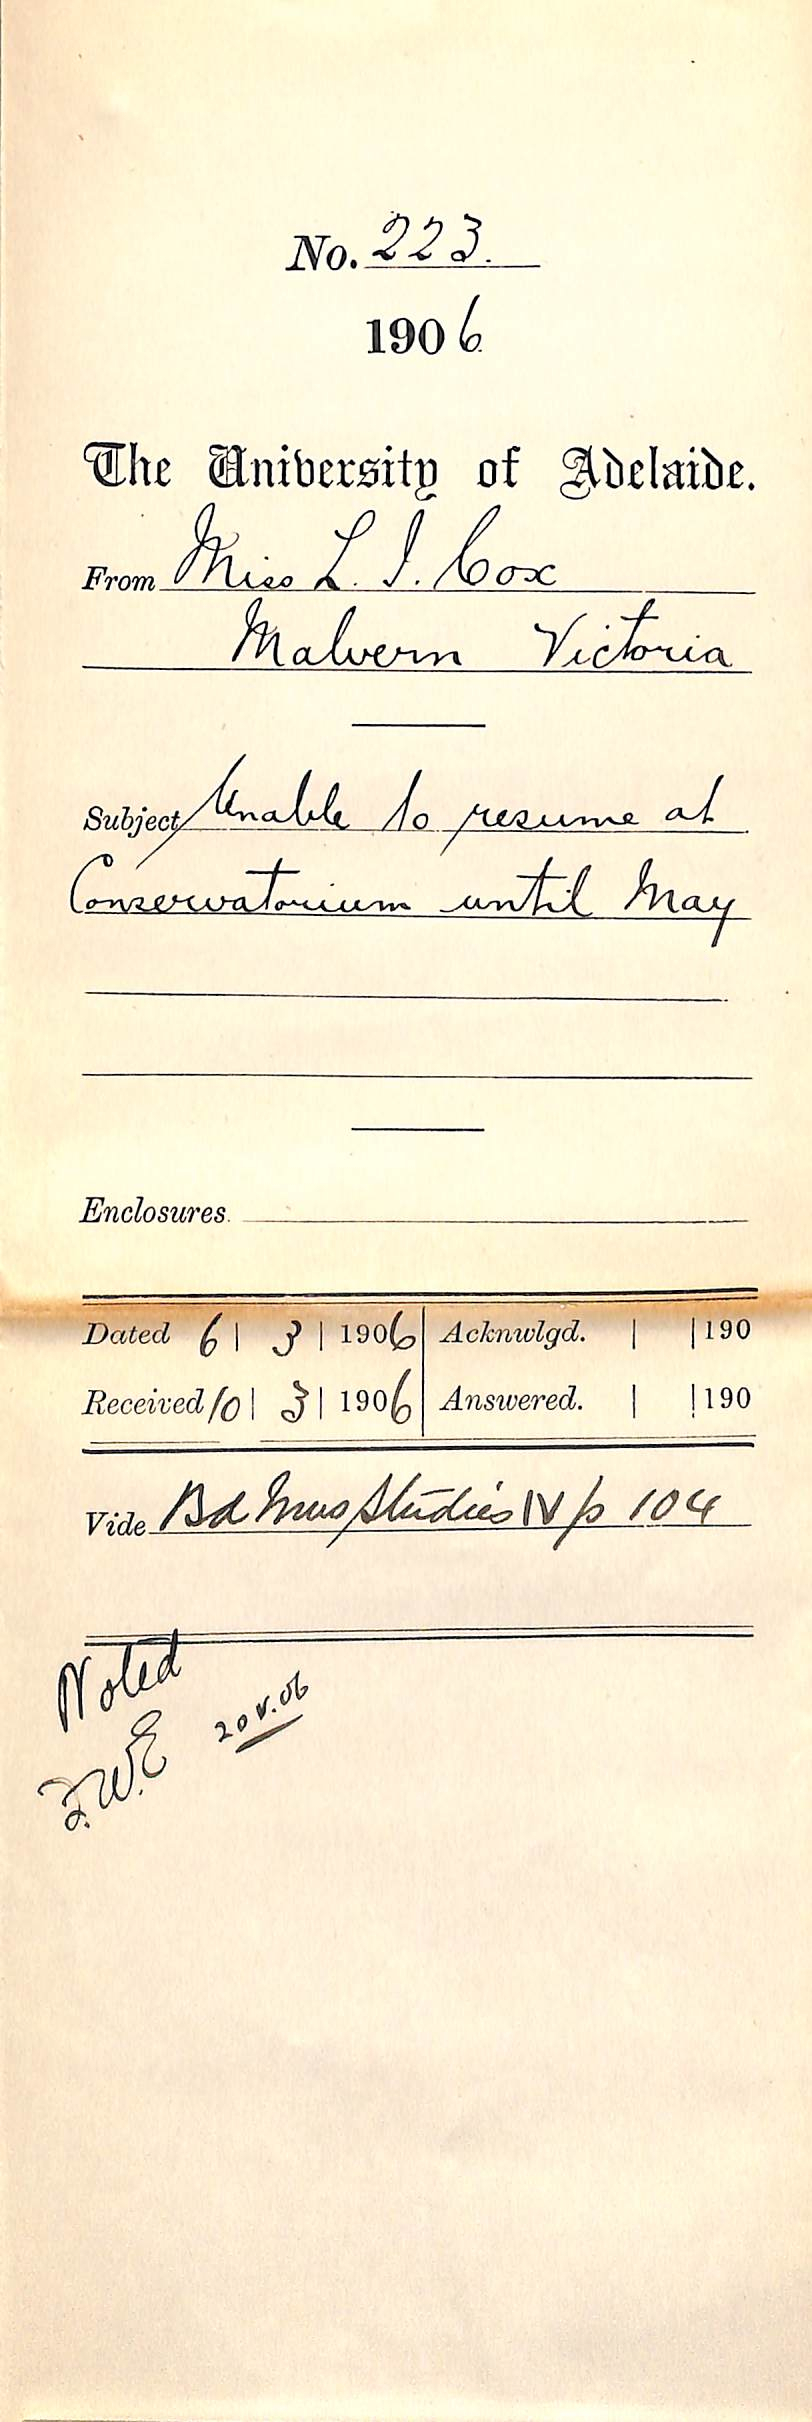 No. 223.
1906
The University of Adelaide.
From Miss L. I. Cox
Malvern Victoria
Subject Unable to resume at
Conservatorium until May
Enclosures
Dated 6 | 3 | 1906 Acknwlgd. | | 190
Received 10 | 3 | 1906 Answered. | | 190
Vide Bd Mus Studies IV p 104
Noted
F.W.E 20.V.06